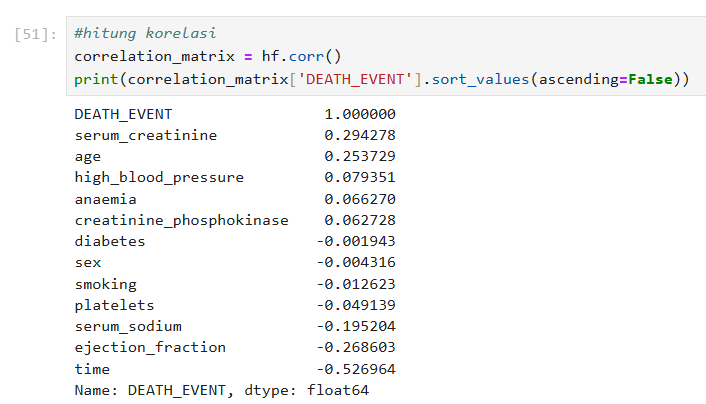 [51]: #hitung korelasi
correlation_matrix = hf.corr()
print(correlation_matrix['DEATH_EVENT'].sort_values(ascending=False))
DEATH_EVENT 1.000000
serum_creatinine 0.294278
age 0.253729
high_blood_pressure 0.079351
anaemia 0.066270
creatinine_phosphokinase 0.062728
diabetes -0.001943
sex -0.004316
smoking -0.012623
platelets -0.049139
serum_sodium -0.195204
ejection_fraction -0.268603
time -0.526964
Name: DEATH_EVENT, dtype: float64